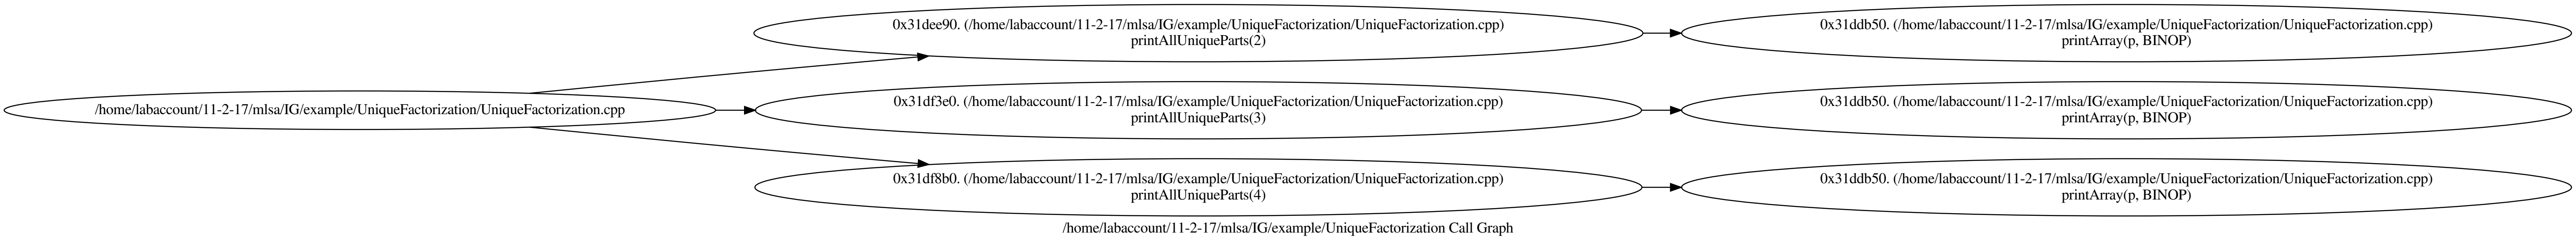 0x31dee90. (/home/labaccount/11-2-17/mlsa/IG/example/UniqueFactorization/UniqueFactorization.cpp)
printAllUniqueParts(2)
0x31ddb50. (/home/labaccount/11-2-17/mlsa/IG/example/UniqueFactorization/UniqueFactorization.cpp)
printArray(p, BINOP)
/home/labaccount/11-2-17/mlsa/IG/example/UniqueFactorization/UniqueFactorization.cpp
0x31df3e0. (/home/labaccount/11-2-17/mlsa/IG/example/UniqueFactorization/UniqueFactorization.cpp)
printAllUniqueParts(3)
0x31ddb50. (/home/labaccount/11-2-17/mlsa/IG/example/UniqueFactorization/UniqueFactorization.cpp)
printArray(p, BINOP)
0x31df8b0. (/home/labaccount/11-2-17/mlsa/IG/example/UniqueFactorization/UniqueFactorization.cpp)
printAllUniqueParts(4)
0x31ddb50. (/home/labaccount/11-2-17/mlsa/IG/example/UniqueFactorization/UniqueFactorization.cpp)
printArray(p, BINOP)
/home/labaccount/11-2-17/mlsa/IG/example/UniqueFactorization Call Graph